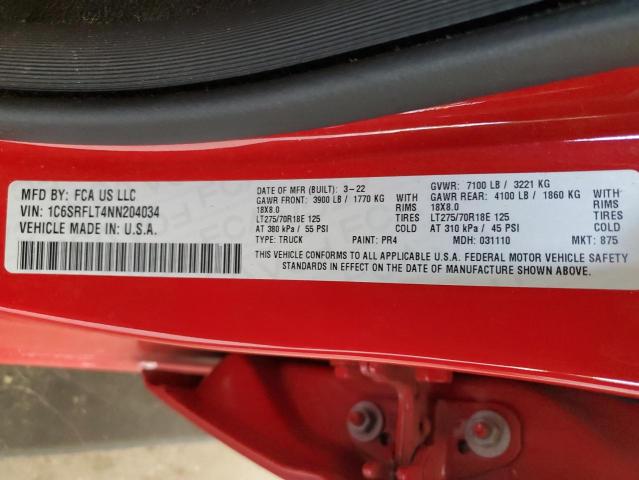 MFD BY: FCA US LLC
VIN: 1C6SRFLT4NN204034
VEHICLE MADE IN: U.S.A.
DATE OF MFR (BUILT): 3-22
GAWR FRONT: 3900 LB / 1770 KG
18X8.0
LT275/70R18E 125 TIRES
AT 380 kPa / 55 PSI COLD
TYPE: TRUCK PAINT: PR4
GVWR: 7100 LB / 3221 KG
GAWR REAR: 4100 LB / 1860 KG
18X8.0
LT275/70R18E 125 TIRES
AT 310 kPa / 45 PSI COLD
MDH: 031110 MKT: 875
THIS VEHICLE CONFORMS TO ALL APPLICABLE U.S.A. FEDERAL MOTOR VEHICLE SAFETY
STANDARDS IN EFFECT ON THE DATE OF MANUFACTURE SHOWN ABOVE.